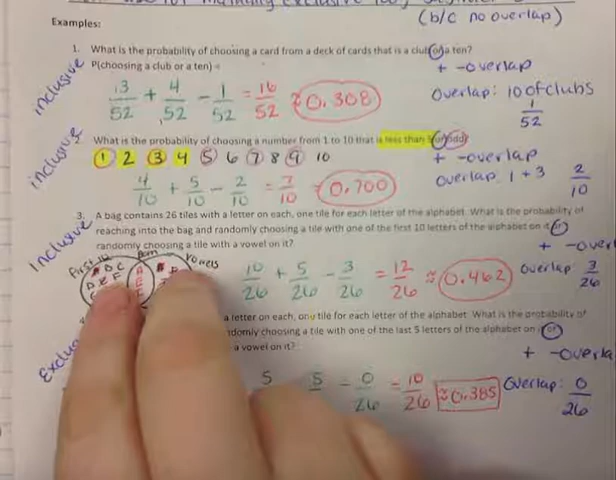 (b/c no overlap)
Examples:
1. What is the probability of choosing a card from a deck of cards that is a club or a ten?
+ -overlap
P(choosing a club or a ten) =
inclusive
13/52 + 4/52 - 1/52 = 16/52 ≈ 0.308
Overlap: 10 of clubs
1/52
2. What is the probability of choosing a number from 1 to 10 that is less than 5 or odd?
inclusive
1 2 3 4 5 6 7 8 9 10
+ -overlap
4/10 + 5/10 - 2/10 = 7/10 = 0.700
overlap 1 + 3 2/10
3. A bag contains 26 tiles with a letter on each, one tile for each letter of the alphabet. What is the probability of
reaching into the bag and randomly choosing a tile with one of the first 10 letters of the alphabet on it or
randomly choosing a tile with a vowel on it?
Inclusive
+ -over
First 10 Both Vowels
10/26 + 5/26 - 3/26 = 12/26 ≈ 0.462
Overlap: 3/26
a letter on each, one tile for each letter of the alphabet. What is the probability of
domly choosing a tile with one of the last 5 letters of the alphabet on it or
a vowel on it?
+ -overla
5 5 - 0/26 = 10/26 ≈0.385
Overlap: 0/26